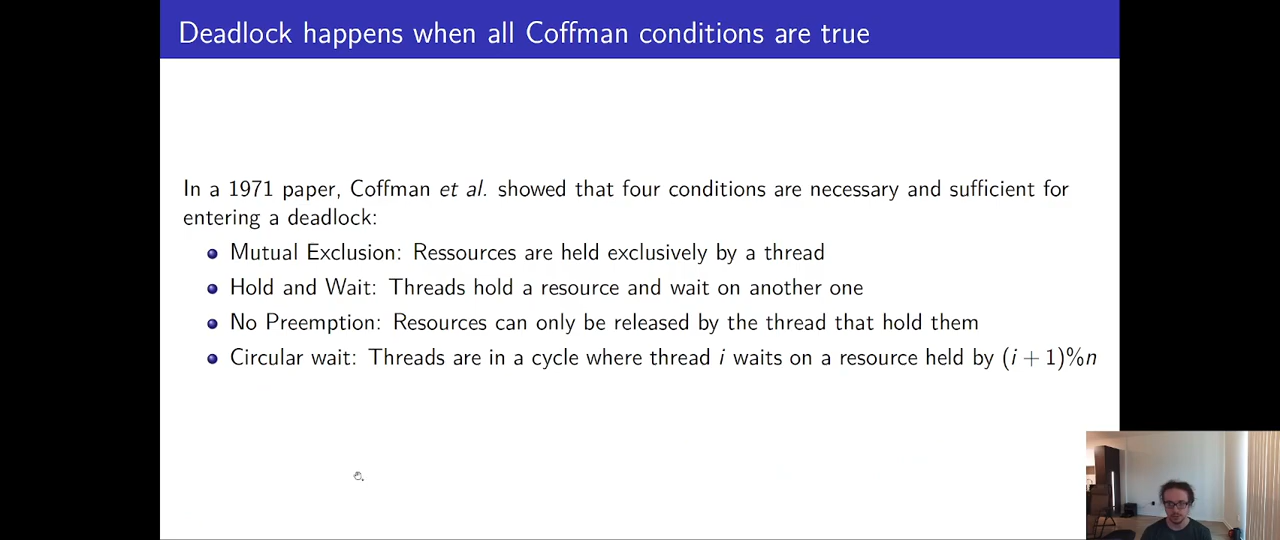 Deadlock happens when all Coffman conditions are true
In a 1971 paper, Coffman et al. showed that four conditions are necessary and sufficient for
entering a deadlock:
Mutual Exclusion: Ressources are held exclusively by a thread
Hold and Wait: Threads hold a resource and wait on another one
No Preemption: Resources can only be released by the thread that hold them
Circular wait: Threads are in a cycle where thread i waits on a resource held by (i + 1)%n